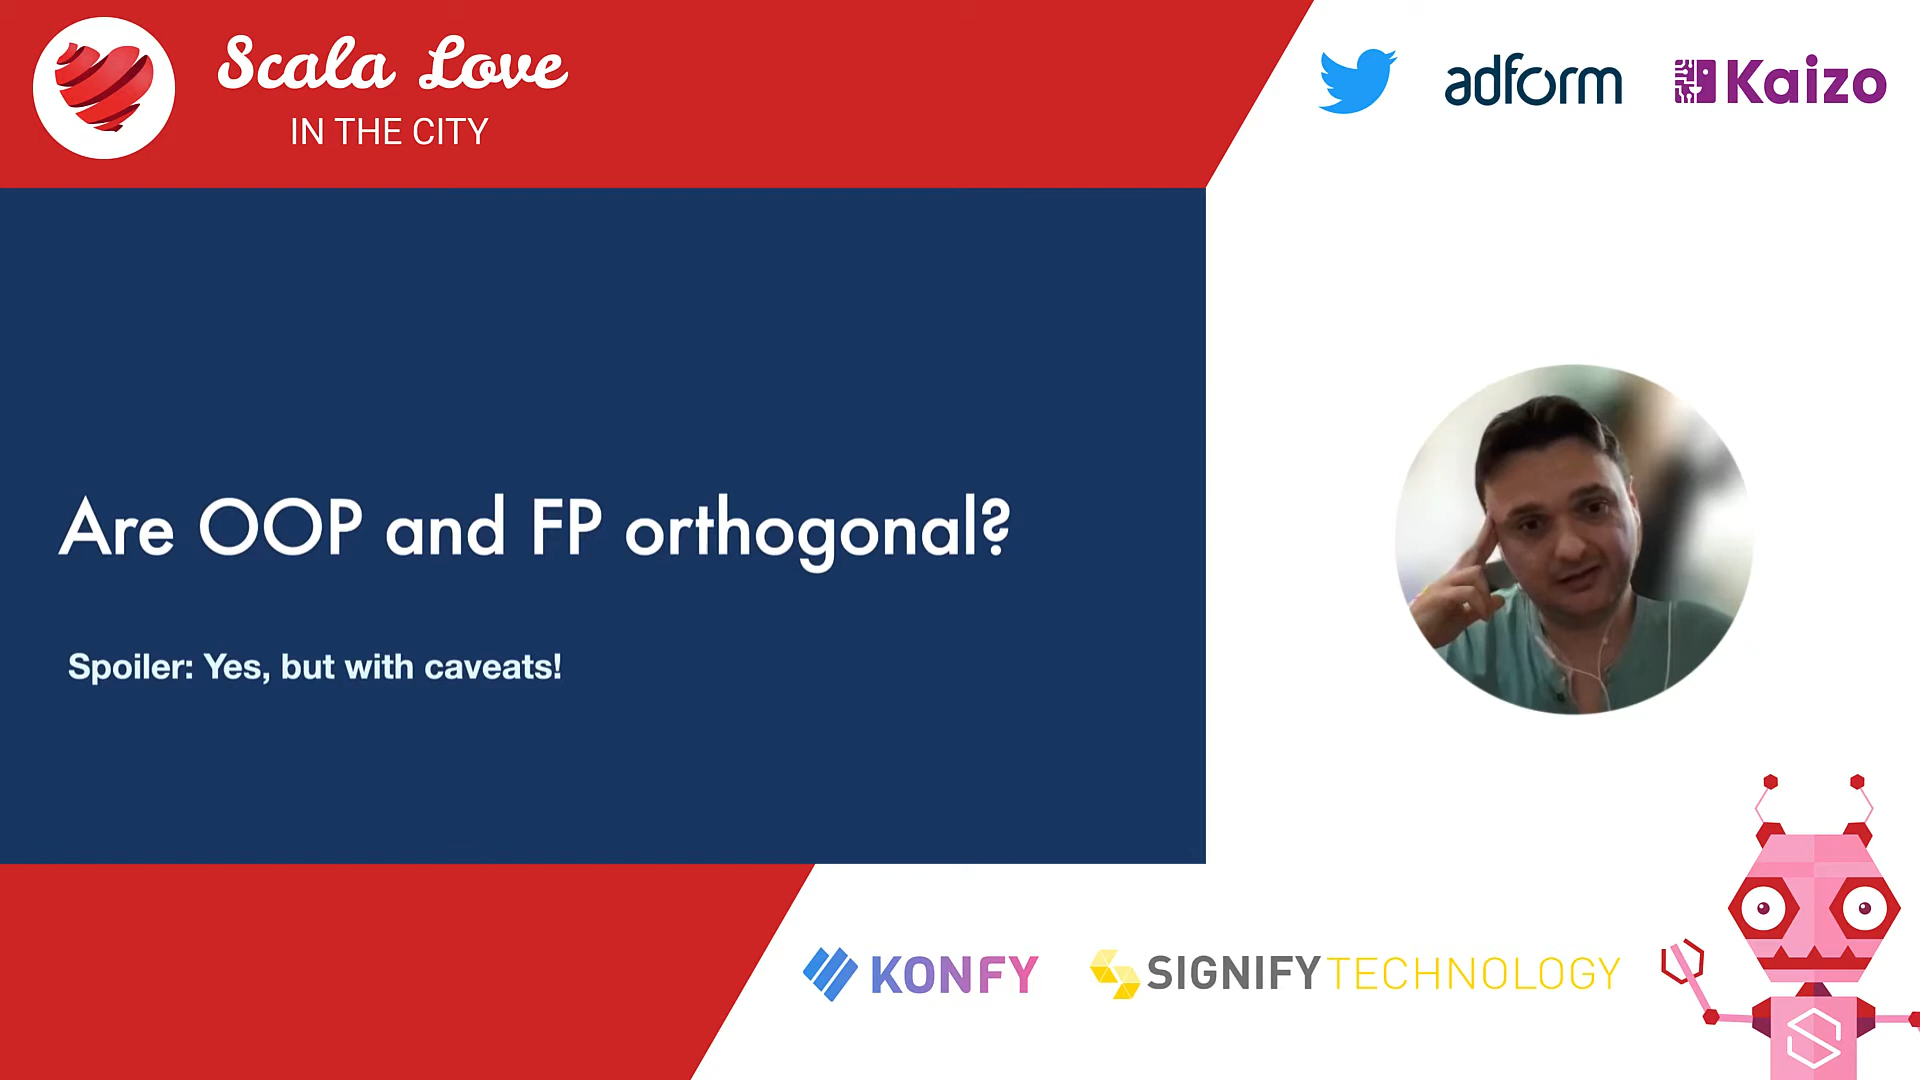 Scala Love
IN THE CITY
adform
Kaizo
Are OOP and FP orthogonal?
Spoiler: Yes, but with caveats!
KONFY
SIGNIFY TECHNOLOGY